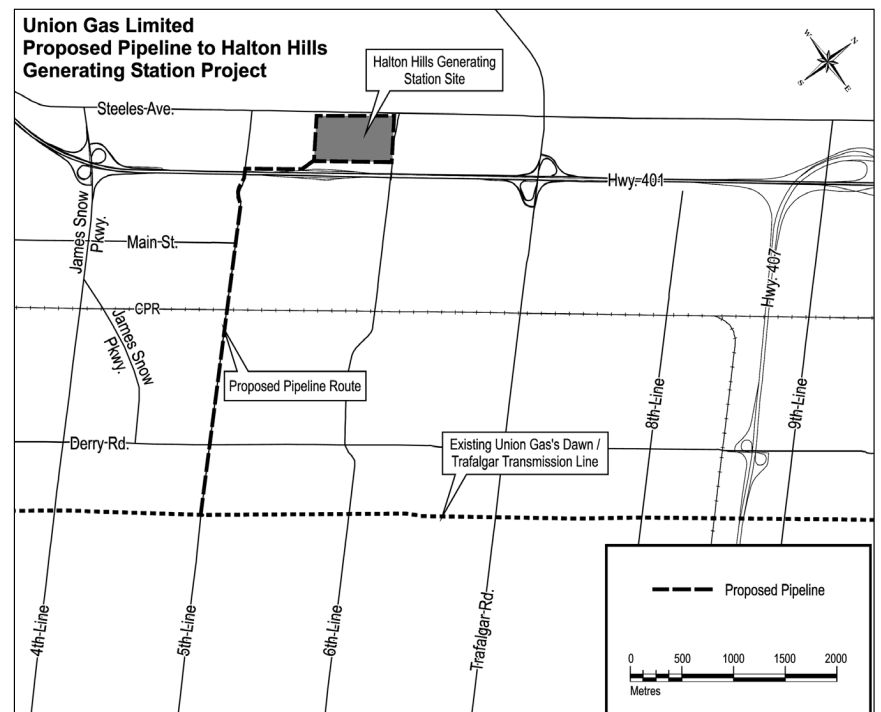 Union Gas Limited
Proposed Pipeline to Halton Hills
Generating Station Project
Halton Hills Generating
Station Site
W
N
S
E
Steeles Ave.
Hwy. 401
James Snow
Pkwy.
Main St.
Hwy. 407
CPR
James Snow
Pkwy.
Proposed Pipeline Route
8th Line
9th Line
Derry Rd.
Existing Union Gas's Dawn /
Trafalgar Transmission Line
4th Line
5th Line
6th Line
Trafalgar Rd.
Proposed Pipeline
0 500 1000 1500 2000
Metres